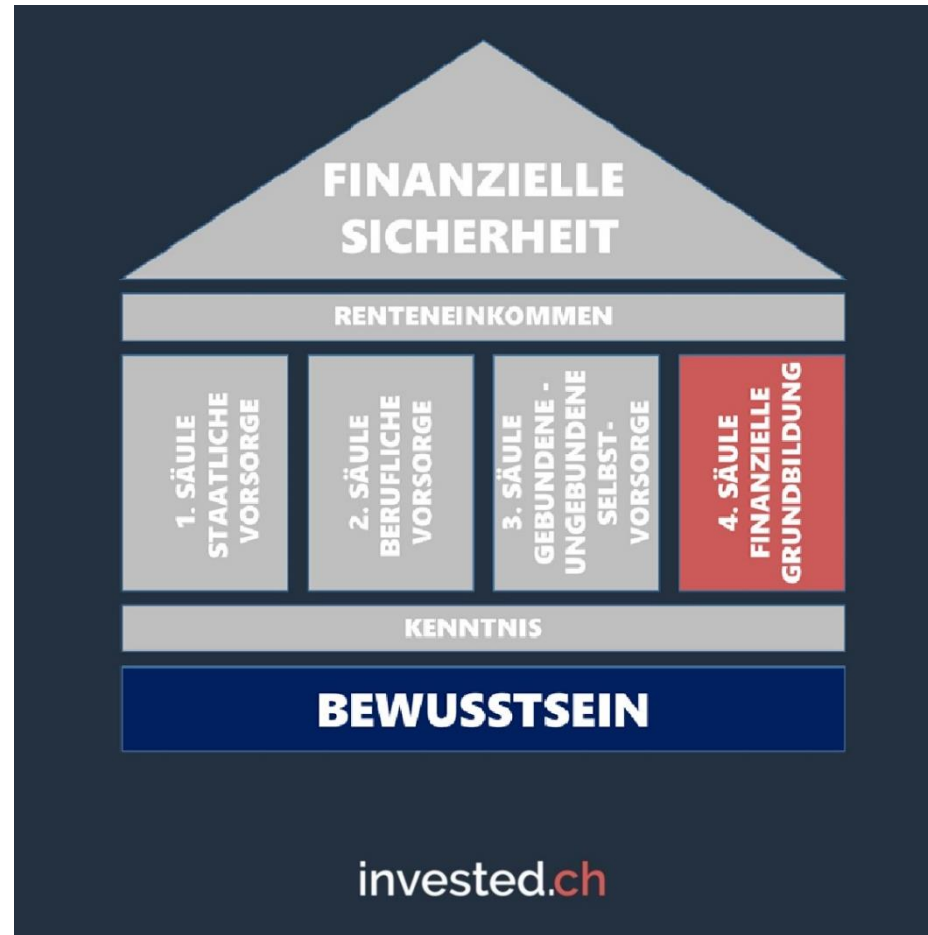 FINANZIELLE
SICHERHEIT
RENTENEINKOMMEN
1. SÄULE
STAATLICHE
VORSORGE
2. SÄULE
BERUFLICHE
VORSORGE
3. SÄULE
GEBUNDENE -
UNGEBUNDENE
SELBST-
VORSORGE
4. SÄULE
FINANZIELLE
GRUNDBILDUNG
KENNTNIS
BEWUSSTSEIN
invested.ch